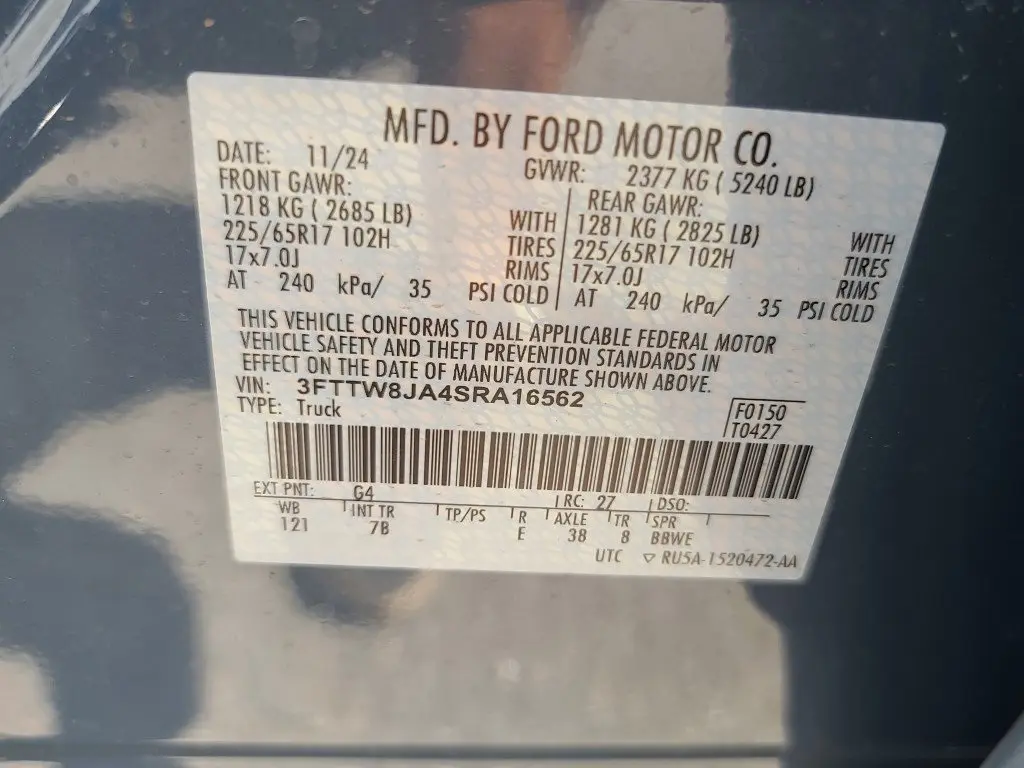 MFD. BY FORD MOTOR CO.
DATE: 11/24 GVWR: 2377 KG ( 5240 LB)
FRONT GAWR: REAR GAWR:
1218 KG ( 2685 LB) WITH 1281 KG ( 2825 LB) WITH
225/65R17 102H TIRES 225/65R17 102H TIRES
17x7.0J RIMS 17x7.0J RIMS
AT 240 kPa/ 35 PSI COLD AT 240 kPa/ 35 PSI COLD
THIS VEHICLE CONFORMS TO ALL APPLICABLE FEDERAL MOTOR
VEHICLE SAFETY AND THEFT PREVENTION STANDARDS IN
EFFECT ON THE DATE OF MANUFACTURE SHOWN ABOVE.
VIN: 3FTTW8JA4SRA16562
TYPE: Truck
F0150
T0427
EXT PNT: G4 RC: 27 DSO:
WB INT TR TP/PS R AXLE TR SPR
121 7B E 38 8 BBWE
UTC ▽ RU5A-1520472-AA